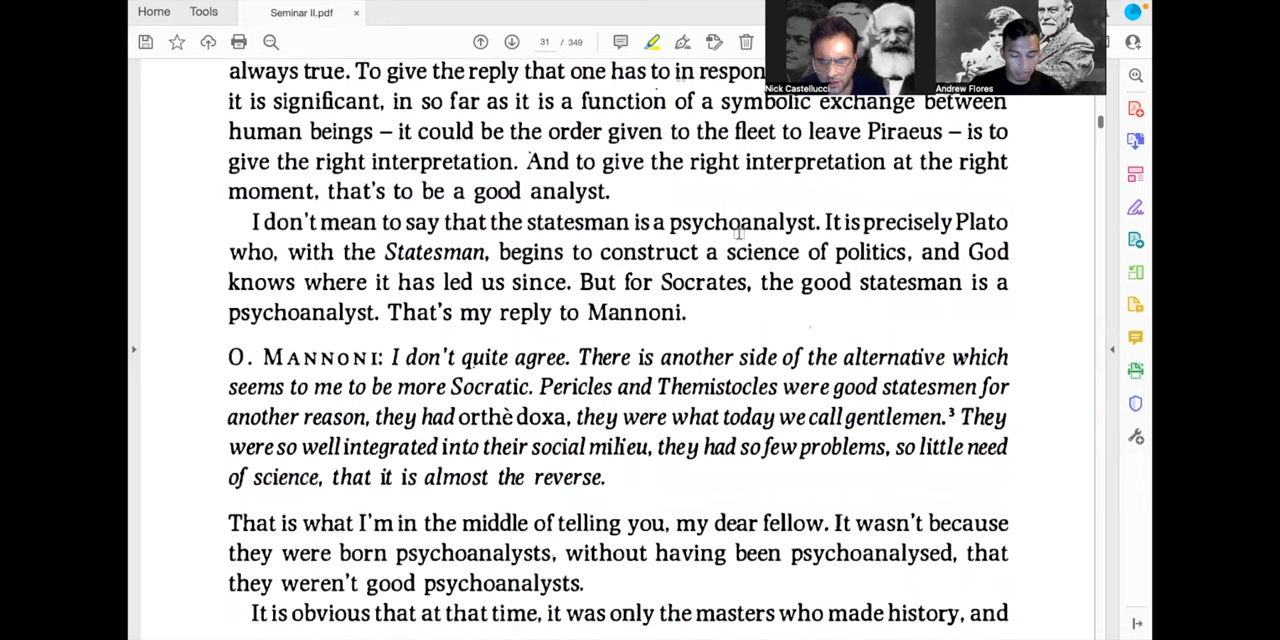 Home Tools Seminar II.pdf ×
31 / 349
Nick Castellucci Andrew Flores
always true. To give the reply that one has to in respon
it is significant, in so far as it is a function of a symbolic exchange between
human beings – it could be the order given to the fleet to leave Piraeus – is to
give the right interpretation. And to give the right interpretation at the right
moment, that's to be a good analyst.
I don't mean to say that the statesman is a psychoanalyst. It is precisely Plato
who, with the Statesman, begins to construct a science of politics, and God
knows where it has led us since. But for Socrates, the good statesman is a
psychoanalyst. That's my reply to Mannoni.
O. MANNONI: I don't quite agree. There is another side of the alternative which
seems to me to be more Socratic. Pericles and Themistocles were good statesmen for
another reason, they had orthè doxa, they were what today we call gentlemen.³ They
were so well integrated into their social milieu, they had so few problems, so little need
of science, that it is almost the reverse.
That is what I'm in the middle of telling you, my dear fellow. It wasn't because
they were born psychoanalysts, without having been psychoanalysed, that
they weren't good psychoanalysts.
It is obvious that at that time, it was only the masters who made history, and